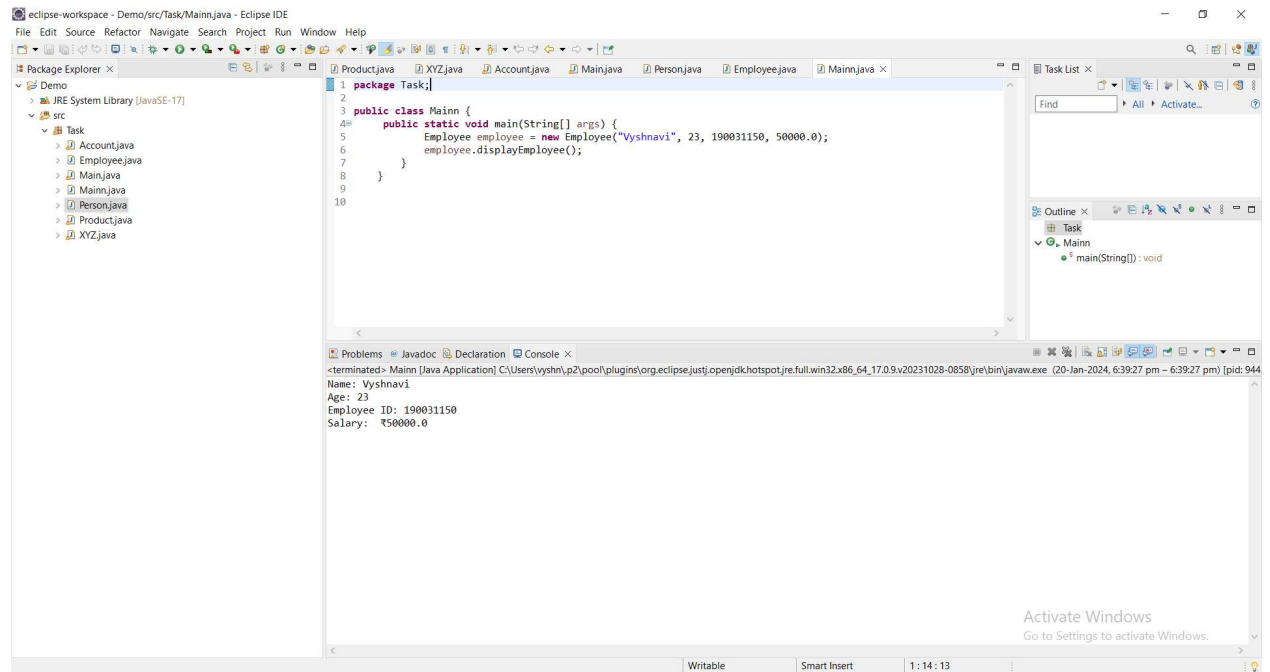 eclipse-workspace - Demo/src/Task/Mainn.java - Eclipse IDE
File Edit Source Refactor Navigate Search Project Run Window Help
Package Explorer
Demo
JRE System Library [JavaSE-17]
src
Task
Account.java
Employee.java
Main.java
Mainn.java
Person.java
Product.java
XYZ.java
Product.java XYZ.java Account.java Main.java Person.java Employee.java Mainn.java
1 package Task;
2
3 public class Mainn {
4 public static void main(String[] args) {
5 Employee employee = new Employee("Vyshnavi", 23, 190031150, 50000.0);
6 employee.displayEmployee();
7 }
8 }
9
10
Task List
Find All Activate...
Outline
Task
Mainn
main(String[]) : void
Problems Javadoc Declaration Console
<terminated> Mainn [Java Application] C:\Users\vyshn\.p2\pool\plugins\org.eclipse.justj.openjdk.hotspot.jre.full.win32.x86_64_17.0.9.v20231028-0858\jre\bin\javaw.exe (20-Jan-2024, 6:39:27 pm – 6:39:27 pm) [pid: 944
Name: Vyshnavi
Age: 23
Employee ID: 190031150
Salary: ₹50000.0
Activate Windows
Go to Settings to activate Windows.
Writable Smart Insert 1 : 14 : 13